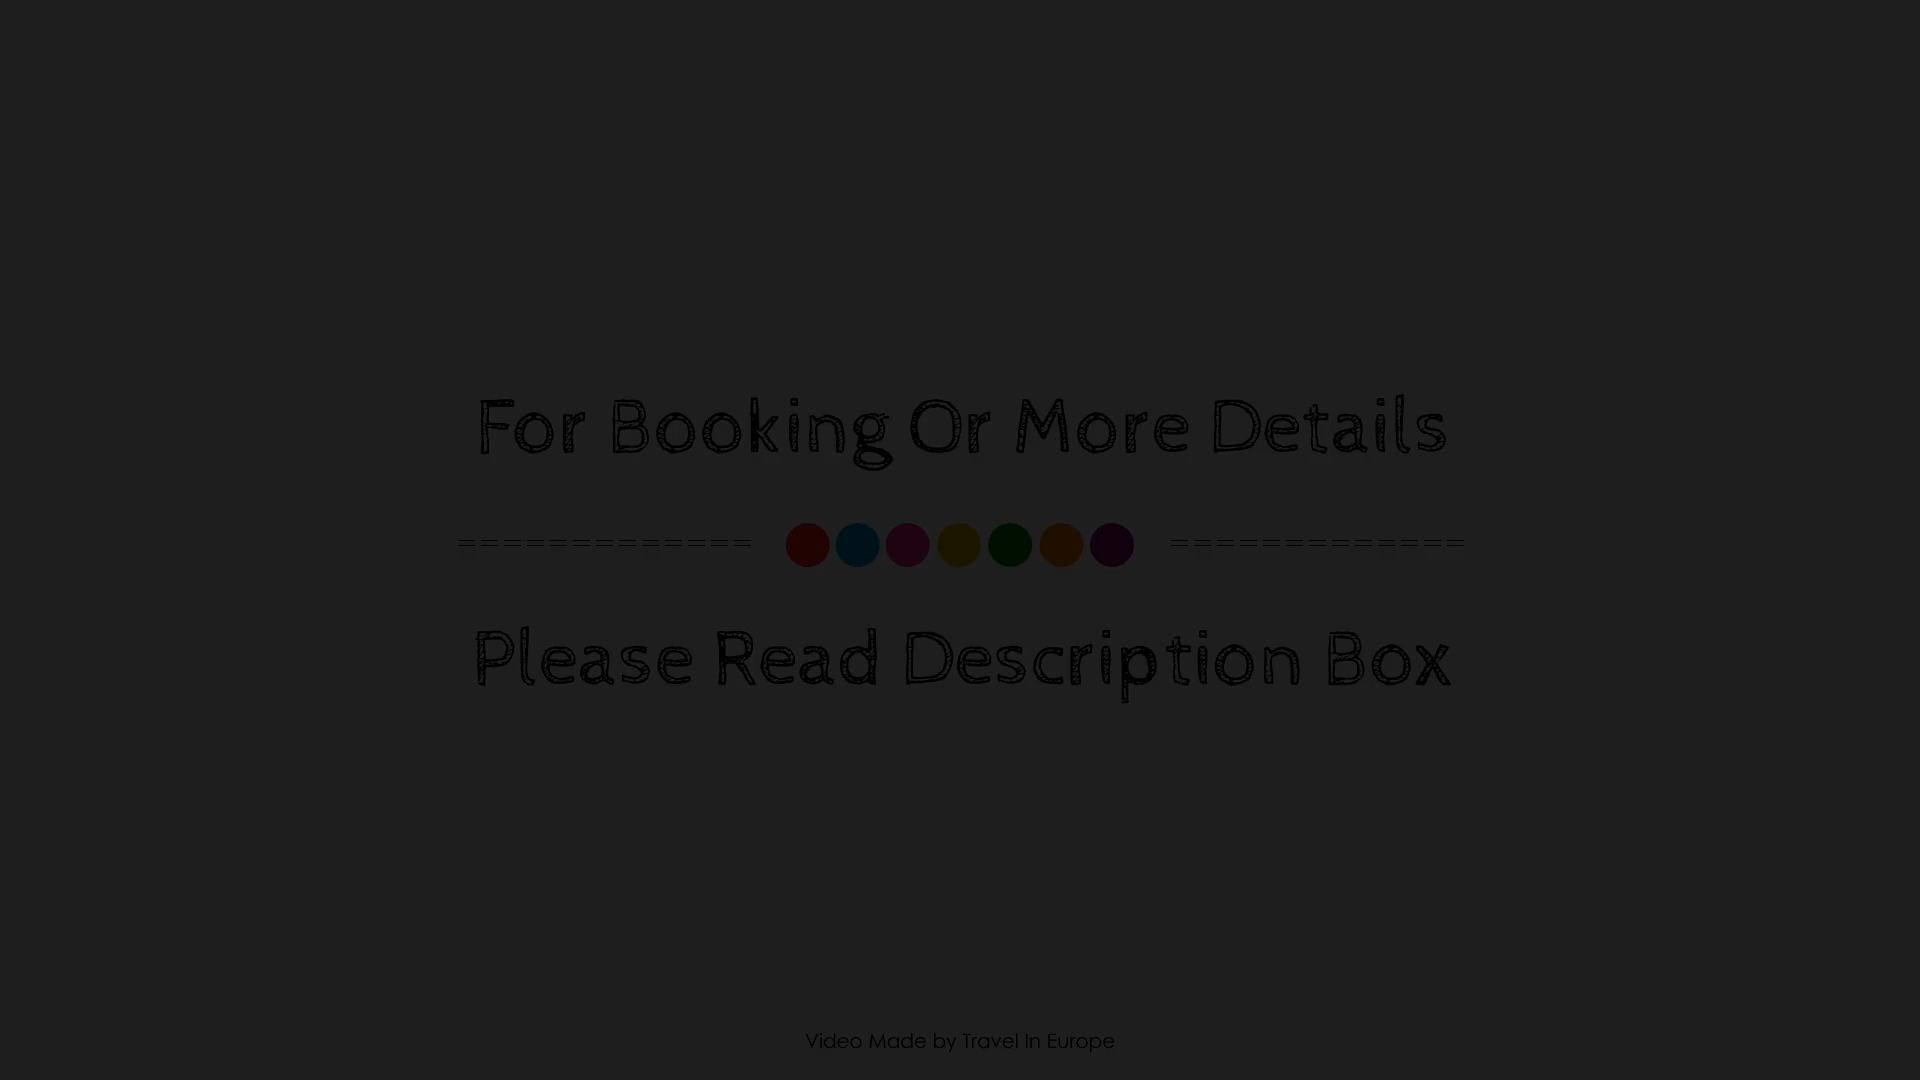 For Booking Or More Details
============= =============
Please Read Description Box
Video Made by Travel In Europe